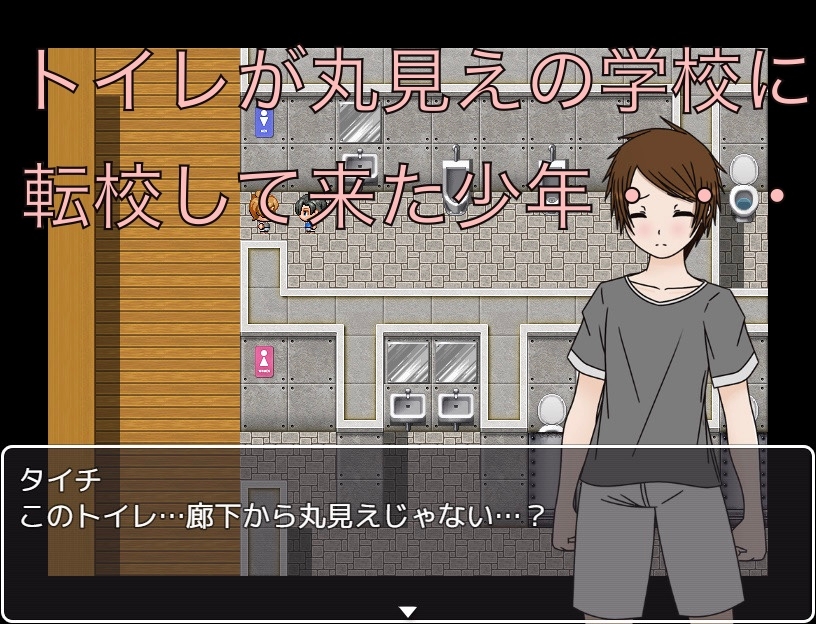 トイレが丸見えの学校に
転校して来た少年・・・
タイチ
このトイレ…廊下から丸見えじゃない…？